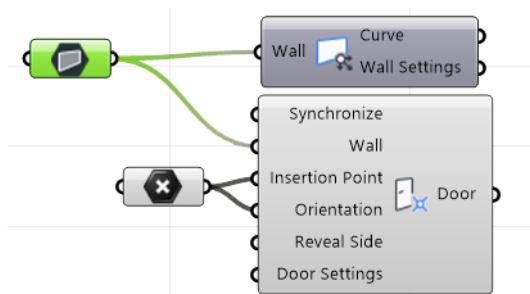 Wall
Curve
Wall Settings
Synchronize
Wall
Insertion Point
Orientation
Reveal Side
Door Settings
Door